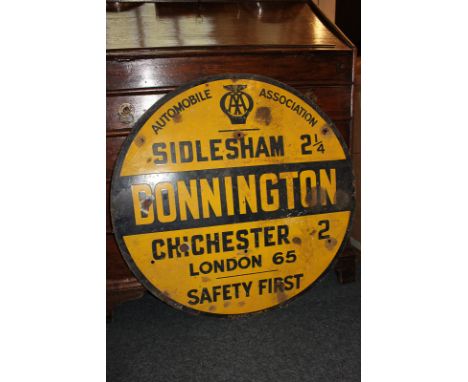 AUTOMOBILE AA ASSOCIATION
SIDLESHAM 2¼
DONNINGTON
CHICHESTER 2
LONDON 65
SAFETY FIRST